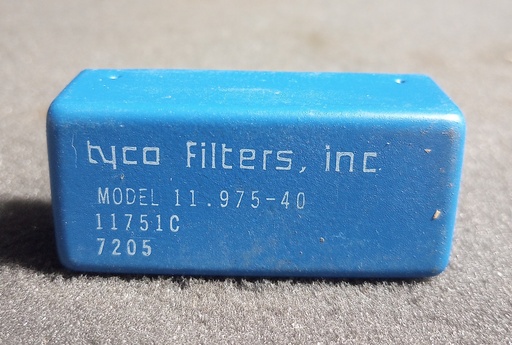 tyco filters, inc
MODEL 11.975-40
11751C
7205